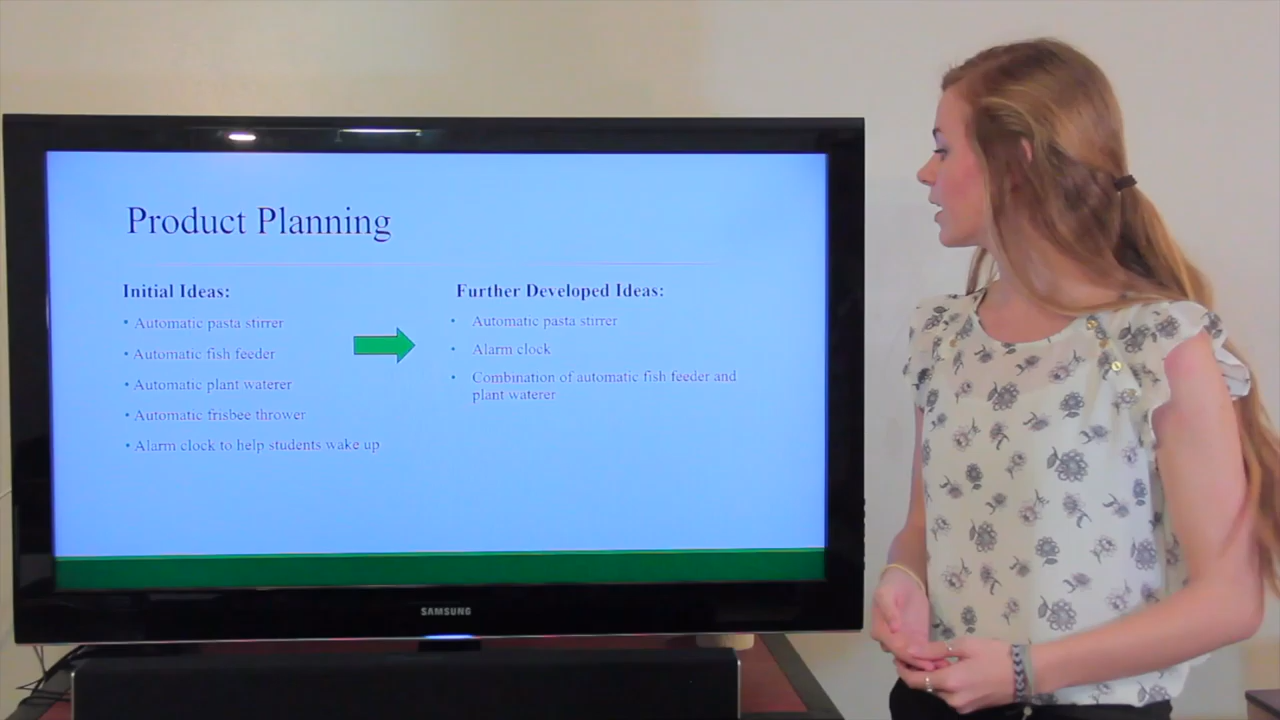 Product Planning
Initial Ideas:
• Automatic pasta stirrer
• Automatic fish feeder
• Automatic plant waterer
• Automatic frisbee thrower
• Alarm clock to help students wake up
Further Developed Ideas:
• Automatic pasta stirrer
• Alarm clock
• Combination of automatic fish feeder and
plant waterer
SAMSUNG